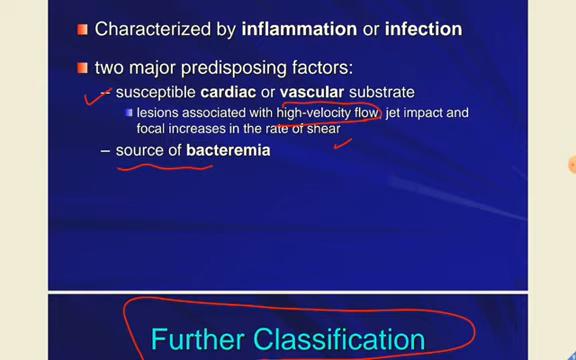 Characterized by inflammation or infection
two major predisposing factors:
– susceptible cardiac or vascular substrate
lesions associated with high-velocity flow, jet impact and
focal increases in the rate of shear
– source of bacteremia
Further Classification